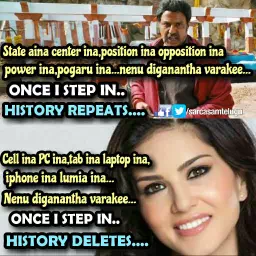 State aina center ina,position ina opposition ina
power ina,pogaru ina...nenu diganantha varakee...
ONCE I STEP IN..
HISTORY REPEATS....
/sarcasamtelugu
Cell ina PC ina,tab ina laptop ina,
iphone ina lumia ina...
Nenu diganantha varakee...
ONCE I STEP IN..
HISTORY DELETES....